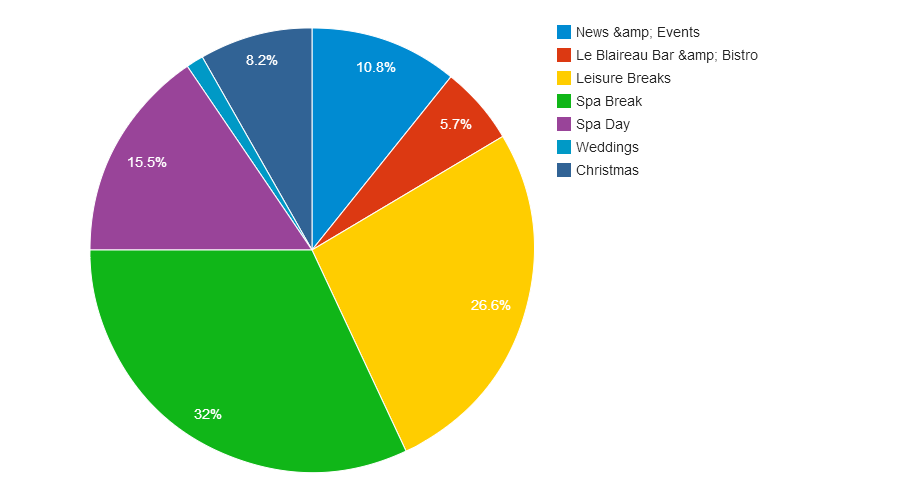 News &amp; Events
Le Blaireau Bar &amp; Bistro
Leisure Breaks
Spa Break
Spa Day
Weddings
Christmas
8.2%
10.8%
5.7%
15.5%
26.6%
32%